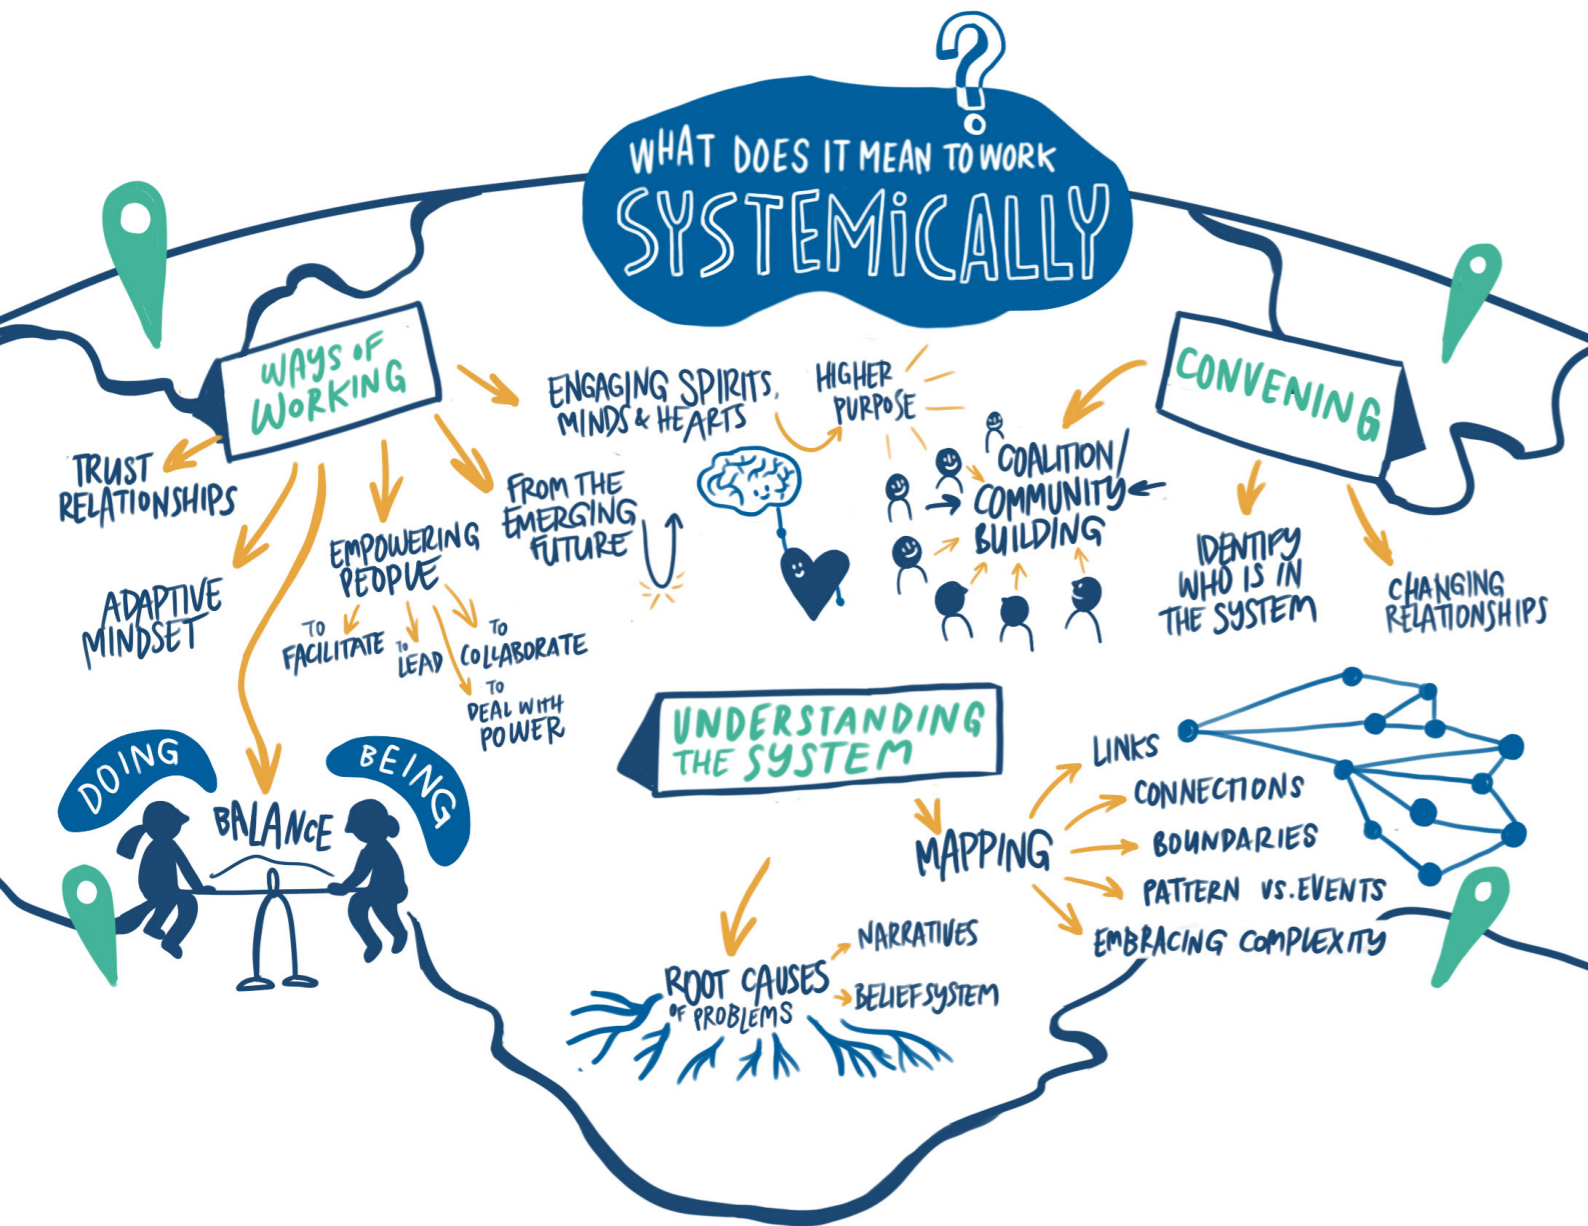 ?
WHAT DOES IT MEAN TO WORK
SYSTEMiCALLY
WAYS OF
WORKING
TRUST
RELATIONSHIPS
ADAPTIVE
MINDSET
DOING
BEING
BALANCE
EMPOWERING
PEOPLE
TO
FACILITATE
TO
LEAD
TO
COLLABORATE
TO
DEAL WITH
POWER
FROM THE
EMERGING
FUTURE
ENGAGING SPIRITS,
MINDS & HEARTS
HIGHER
PURPOSE
CONVENING
COALITION/
COMMUNITY
BUILDING
IDENTIFY
WHO IS IN
THE SYSTEM
CHANGING
RELATIONSHIPS
UNDERSTANDING
THE SYSTEM
MAPPING
LINKS
CONNECTIONS
BOUNDARIES
PATTERN VS. EVENTS
EMBRACING COMPLEXITY
ROOT CAUSES
OF PROBLEMS
NARRATIVES
BELIEF SYSTEM